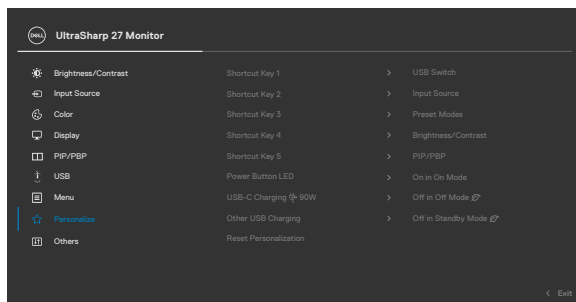 DELL UltraSharp 27 Monitor
Brightness/Contrast Shortcut Key 1 > USB Switch
Input Source Shortcut Key 2 > Input Source
Color Shortcut Key 3 > Preset Modes
Display Shortcut Key 4 > Brightness/Contrast
PIP/PBP Shortcut Key 5 > PIP/PBP
USB Power Button LED > On in On Mode
Menu USB-C Charging 90W > Off in Off Mode
Personalize Other USB Charging > Off in Standby Mode
Others Reset Personalization
< Exit